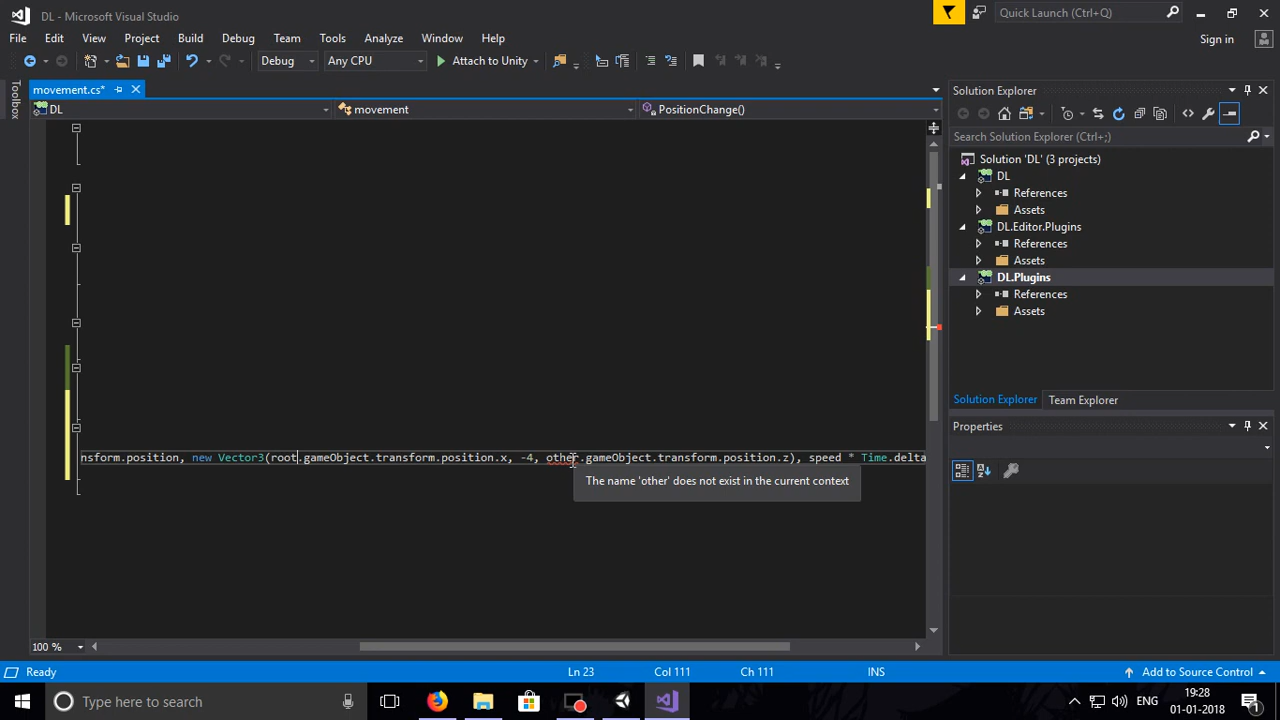 DL - Microsoft Visual Studio
Quick Launch (Ctrl+Q)
File Edit View Project Build Debug Team Tools Analyze Window Help
Sign in
Debug Any CPU Attach to Unity
Toolbox
movement.cs*
DL movement PositionChange()
nsform.position, new Vector3(root.gameObject.transform.position.x, -4, other.gameObject.transform.position.z), speed * Time.delta
The name 'other' does not exist in the current context
100 %
Solution Explorer
Search Solution Explorer (Ctrl+;)
Solution 'DL' (3 projects)
DL
References
Assets
DL.Editor.Plugins
References
Assets
DL.Plugins
References
Assets
Solution Explorer Team Explorer
Properties
Ready Ln 23 Col 111 Ch 111 INS Add to Source Control
Type here to search
ENG
19:28
01-01-2018